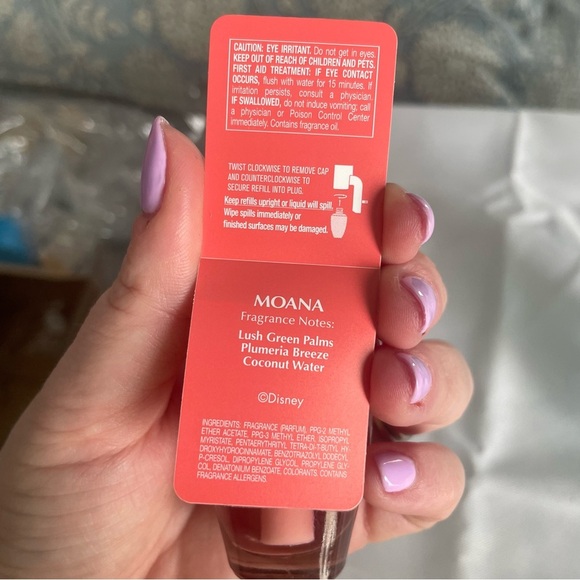 CAUTION: EYE IRRITANT. Do not get in eyes.
KEEP OUT OF REACH OF CHILDREN AND PETS.
FIRST AID TREATMENT: IF EYE CONTACT
OCCURS, flush with water for 15 minutes. If
irritation persists, consult a physician.
IF SWALLOWED, do not induce vomiting; call
a physician or Poison Control Center
immediately. Contains fragrance oil.
TWIST CLOCKWISE TO REMOVE CAP
AND COUNTERCLOCKWISE TO
SECURE REFILL INTO PLUG.
Keep refills upright or liquid will spill.
Wipe spills immediately or
finished surfaces may be damaged.
MOANA
Fragrance Notes:
Lush Green Palms
Plumeria Breeze
Coconut Water
©Disney
INGREDIENTS: FRAGRANCE (PARFUM), PPG-2 METHYL
ETHER ACETATE, PPG-3 METHYL ETHER, ISOPROPYL
MYRISTATE, PENTAERYTHRITYL TETRA-DI-T-BUTYL HY-
DROXYHYDROCINNAMATE, BENZOTRIAZOLYL DODECYL
P-CRESOL, DIPROPYLENE GLYCOL, PROPYLENE GLY-
COL, DENATONIUM BENZOATE, COLORANTS, CONTAINS
FRAGRANCE ALLERGENS.